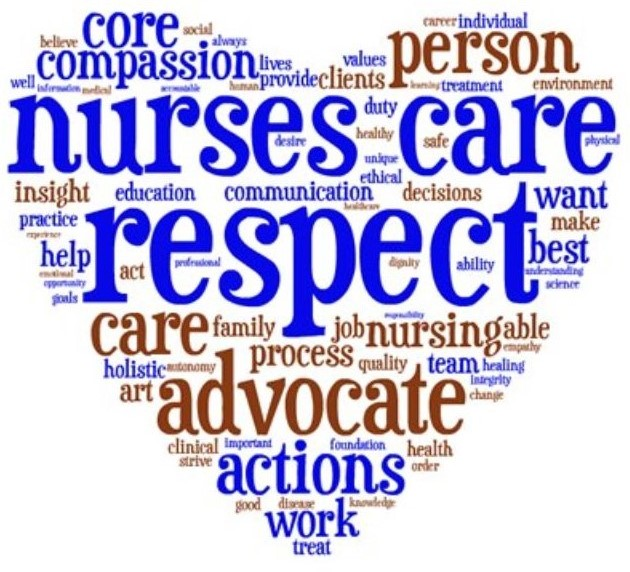 core social career individual
believe always person
compassion lives values
well information medical accountable human provide clients learning treatment environment
nurses desire duty healthy safe care physical
unique
ethical
insight education communication decisions want
practice respect healthcare make
experience
help act professional dignity ability best
emotional understanding
opportunity science
goals
care family job responsibility nursing able
process empathy
holistic autonomy quality team healing
art advocate integrity
change
clinical important foundation health
strive actions order
good disease knowledge
work
treat